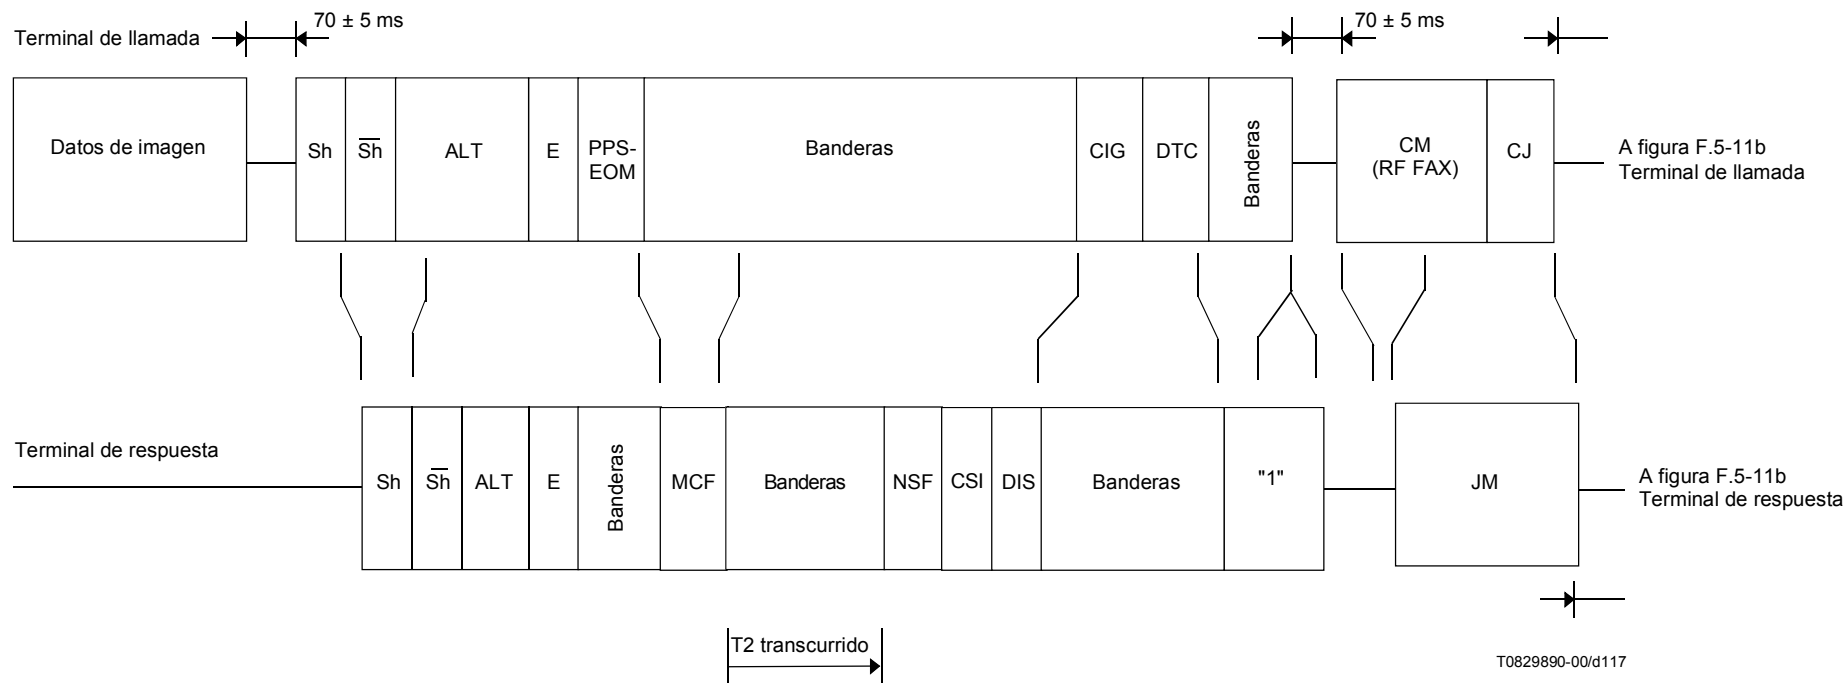 70 ± 5 ms
70 ± 5 ms
Terminal de llamada
Datos de imagen
Sh
S̅h̅
ALT
E
PPS-
EOM
Banderas
CIG
DTC
Banderas
CM
(RF FAX)
CJ
A figura F.5-11b
Terminal de llamada
Terminal de respuesta
Sh
S̅h̅
ALT
E
Banderas
MCF
Banderas
NSF
CSI
DIS
Banderas
"1"
JM
A figura F.5-11b
Terminal de respuesta
T2 transcurrido
T0829890-00/d117